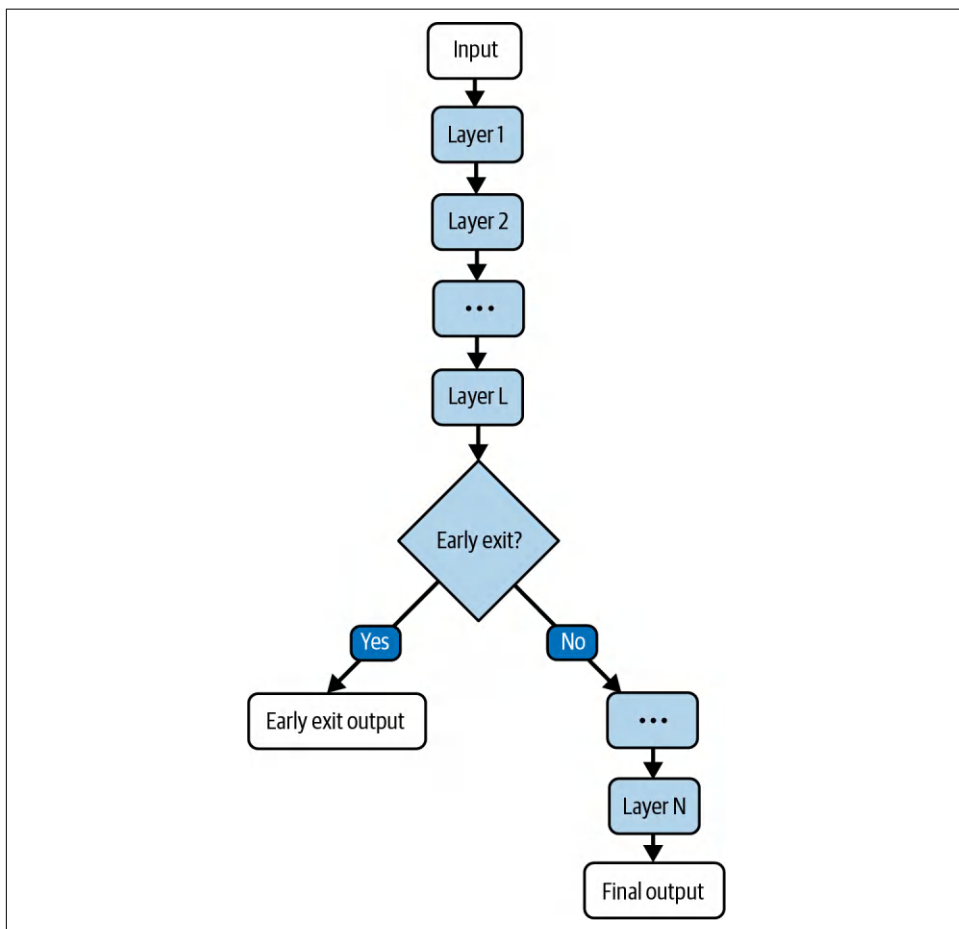 Input
Layer 1
Layer 2
...
Layer L
Early exit?
Yes
No
Early exit output
...
Layer N
Final output